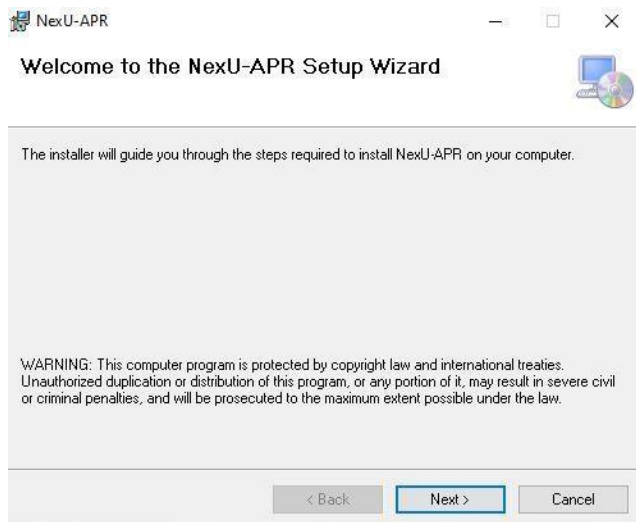 NexU-APR
Welcome to the NexU-APR Setup Wizard
The installer will guide you through the steps required to install NexU-APR on your computer.
WARNING: This computer program is protected by copyright law and international treaties.
Unauthorized duplication or distribution of this program, or any portion of it, may result in severe civil
or criminal penalties, and will be prosecuted to the maximum extent possible under the law.
< Back Next > Cancel